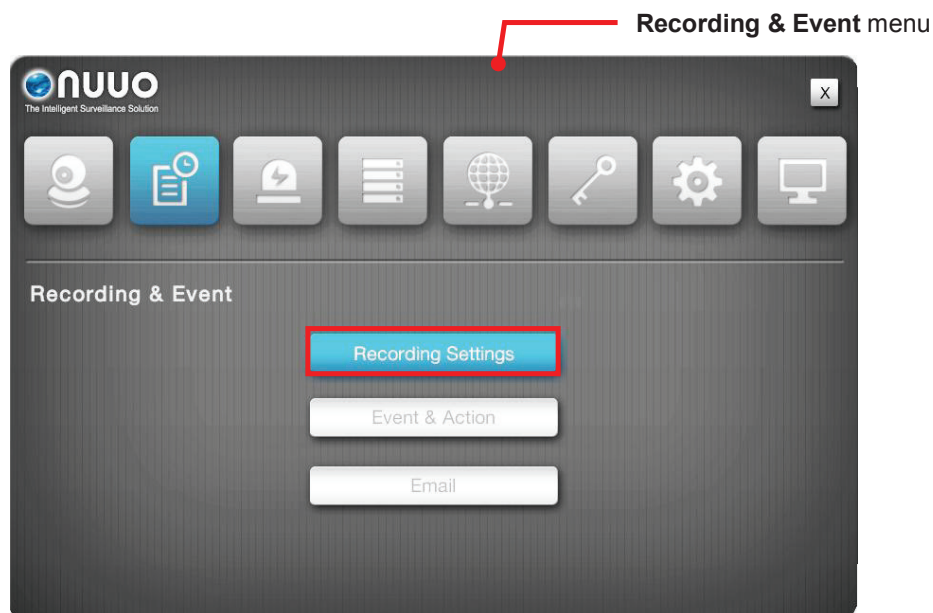 Recording & Event menu
nuuo
The Intelligent Surveillance Solution
X
Recording & Event
Recording Settings
Event & Action
Email